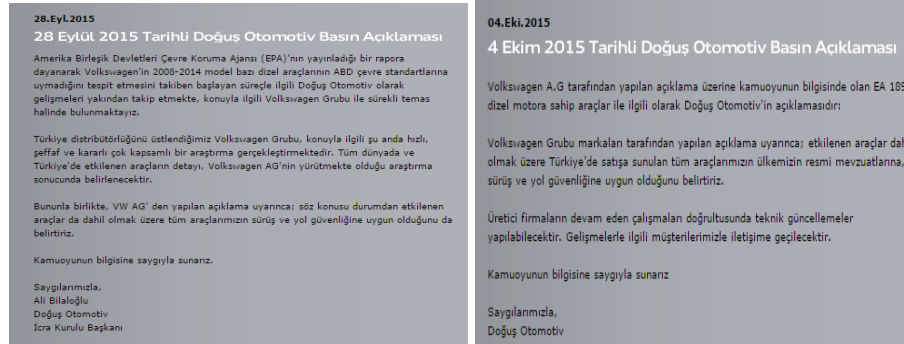 28.Eyl.2015
28 Eylül 2015 Tarihli Doğuş Otomotiv Basın Açıklaması
Amerika Birleşik Devletleri Çevre Koruma Ajansı (EPA)'nın yayınladığı bir rapora
dayanarak Volkswagen'in 2008-2014 model bazı dizel araçlarının ABD çevre standartlarına
uymadığını tespit etmesini takiben başlayan süreçle ilgili Doğuş Otomotiv olarak
gelişmeleri yakından takip etmekte, konuyla ilgili Volkswagen Grubu ile sürekli temas
halinde bulunmaktayız.
Türkiye distribütörlüğünü üstlendiğimiz Volkswagen Grubu, konuyla ilgili şu anda hızlı,
şeffaf ve kararlı çok kapsamlı bir araştırma gerçekleştirmektedir. Tüm dünyada ve
Türkiye'de etkilenen araçların detayı, Volkswagen AG'nin yürütmekte olduğu araştırma
sonucunda belirlenecektir.
Bununla birlikte, VW AG' den yapılan açıklama uyarınca; söz konusu durumdan etkilenen
araçlar da dahil olmak üzere tüm araçlarımızın sürüş ve yol güvenliğine uygun olduğunu da
belirtiriz.
Kamuoyunun bilgisine saygıyla sunarız.
Saygılarımızla,
Ali Bilaloğlu
Doğuş Otomotiv
İcra Kurulu Başkanı
04.Eki.2015
4 Ekim 2015 Tarihli Doğuş Otomotiv Basın Açıklaması
Volkswagen A.G tarafından yapılan açıklama üzerine kamuoyunun bilgisinde olan EA 189
dizel motora sahip araçlar ile ilgili olarak Doğuş Otomotiv'in açıklamasıdır:
Volkswagen Grubu markaları tarafından yapılan açıklama uyarınca; etkilenen araçlar dah
olmak üzere Türkiye'de satışa sunulan tüm araçlarımızın ülkemizin resmi mevzuatlarına,
sürüş ve yol güvenliğine uygun olduğunu belirtiriz.
Üretici firmaların devam eden çalışmaları doğrultusunda teknik güncellemeler
yapılabilecektir. Gelişmelerle ilgili müşterilerimizle iletişime geçilecektir.
Kamuoyunun bilgisine saygıyla sunarız
Saygılarımızla,
Doğuş Otomotiv